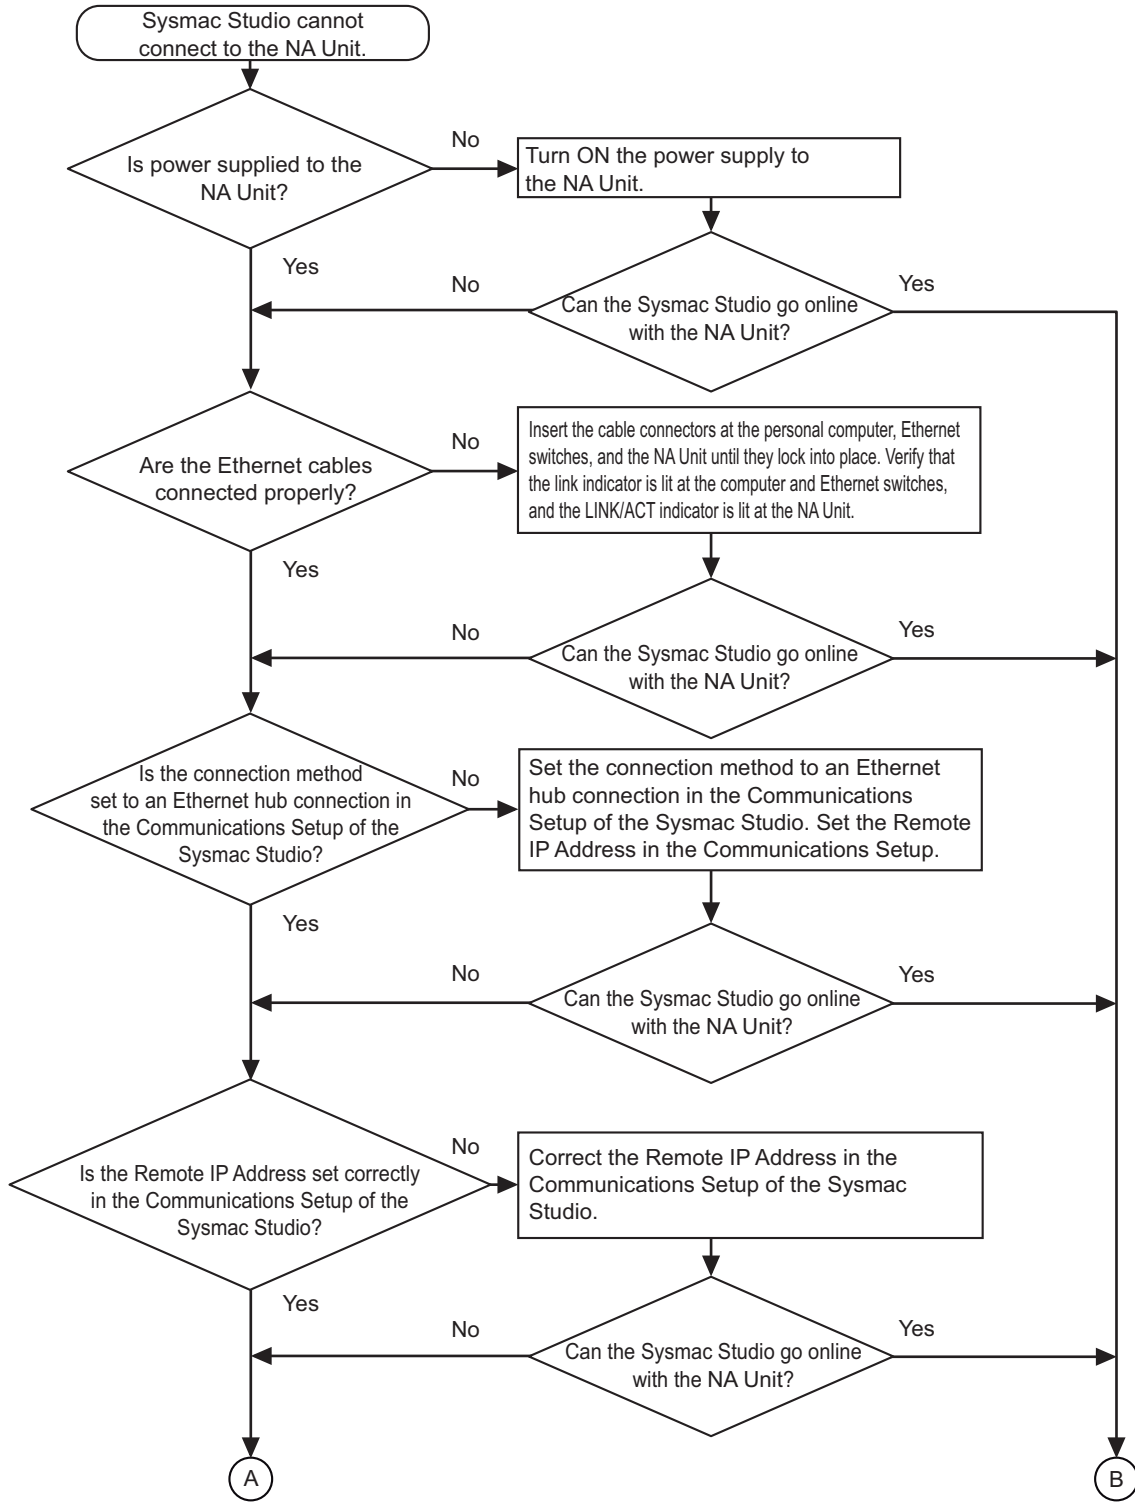 Sysmac Studio cannot
connect to the NA Unit.
Is power supplied to the
NA Unit?
No
Turn ON the power supply to
the NA Unit.
Yes
No
Can the Sysmac Studio go online
with the NA Unit?
Yes
Are the Ethernet cables
connected properly?
No
Insert the cable connectors at the personal computer, Ethernet
switches, and the NA Unit until they lock into place. Verify that
the link indicator is lit at the computer and Ethernet switches,
and the LINK/ACT indicator is lit at the NA Unit.
Yes
No
Can the Sysmac Studio go online
with the NA Unit?
Yes
Is the connection method
set to an Ethernet hub connection in
the Communications Setup of the
Sysmac Studio?
No
Set the connection method to an Ethernet
hub connection in the Communications
Setup of the Sysmac Studio. Set the Remote
IP Address in the Communications Setup.
Yes
No
Can the Sysmac Studio go online
with the NA Unit?
Yes
Is the Remote IP Address set correctly
in the Communications Setup of the
Sysmac Studio?
No
Correct the Remote IP Address in the
Communications Setup of the Sysmac
Studio.
Yes
No
Can the Sysmac Studio go online
with the NA Unit?
Yes
A
B